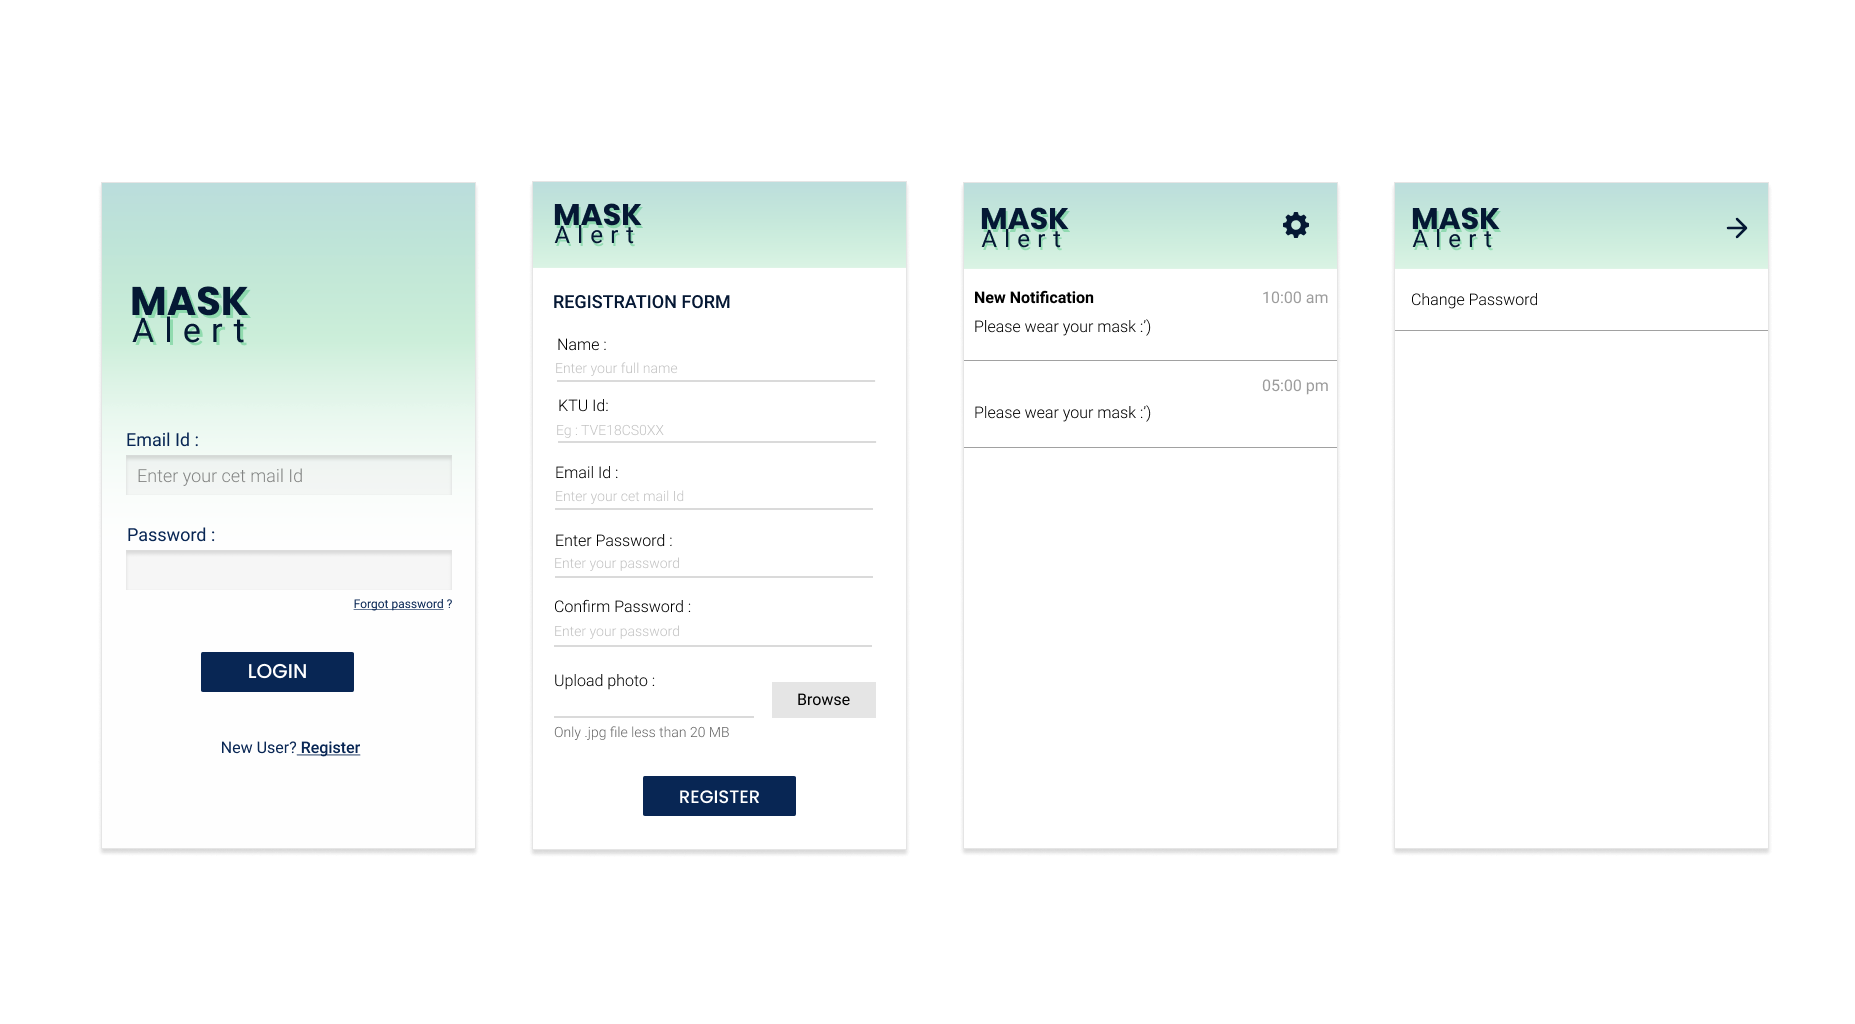 MASK
Alert
Email Id :
Enter your cet mail Id
Password :
Forgot password ?
LOGIN
New User? Register
MASK
Alert
REGISTRATION FORM
Name :
Enter your full name
KTU Id:
Eg : TVE18CS0XX
Email Id :
Enter your cet mail Id
Enter Password :
Enter your password
Confirm Password :
Enter your password
Upload photo :
Browse
Only .jpg file less than 20 MB
REGISTER
MASK
Alert
New Notification 10:00 am
Please wear your mask :')
05:00 pm
Please wear your mask :')
MASK
Alert
Change Password